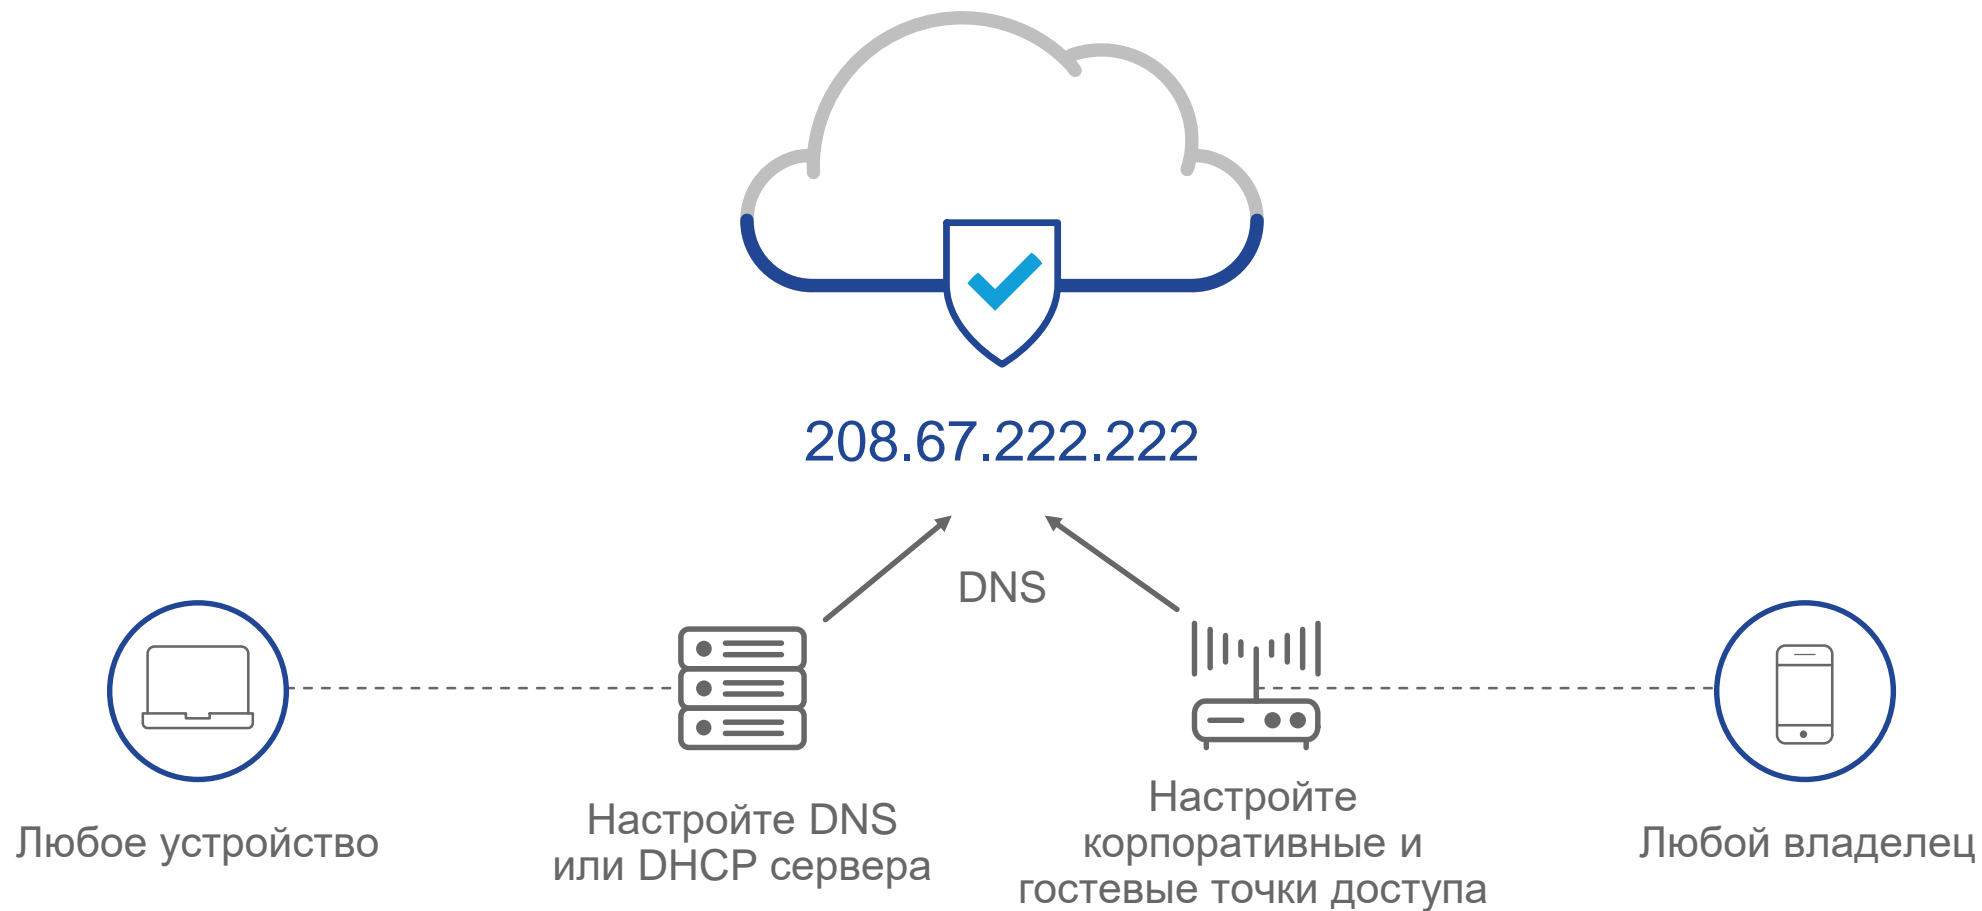 208.67.222.222
DNS
Любое устройство
Настройте DNS
или DHCP сервера
Настройте
корпоративные и
гостевые точки доступа
Любой владелец